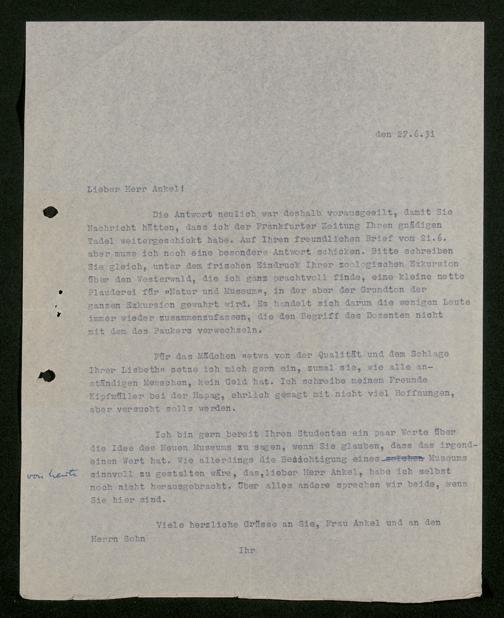 den 27.6.31
Lieber Herr Ankel!
Die Antwort neulich war deshalb vorausgeeilt, damit Sie
Nachricht hätten, dass ich der Frankfurter Zeitung Ihren gnädigen
Tadel weitergeschickt habe. Auf Ihren freundlichen Brief vom 21.6.
aber muss ich noch eine besondere Antwort schicken. Bitte schreiben
Sie gleich, unter dem frischen Eindruck Ihrer zoologischen Exkursion
über den Westerwald, die ich ganz prachtvoll finde, eine kleine nette
Plauderei für »Natur und Museum«, in der aber der Grundton der
ganzen Exkursion gewahrt wird. Es handelt sich darum die wenigen Leute
immer wieder zusammenzufassen, die den Begriff des Dozenten nicht
mit dem des Paukers verwechseln.
Für das Mädchen »etwa von der Qualität und dem Schlage
Ihrer Lisbeth« setze ich mich gern ein, zumal sie, wie alle an-
ständigen Menschen, kein Geld hat. Ich schreibe meinem Freunde
Kipfmüller bei der Hapag, ehrlich gesagt mit nicht viel Hoffnungen,
aber versucht solls werden.
Ich bin gern bereit Ihren Studenten ein paar Worte über
die Idee des Neuen Museums zu sagen, wenn Sie glauben, dass das irgend-
einen Wert hat. Wie allerdings die Besichtigung eines solchen Museums
von heute
sinnvoll zu gestalten wäre, das, lieber Herr Ankel, habe ich selbst
noch nicht herausgebracht. Über alles andere sprechen wir beide, wenn
Sie hier sind.
Viele herzliche Grüsse an Sie, Frau Ankel und an den
Herrn Sohn
Ihr